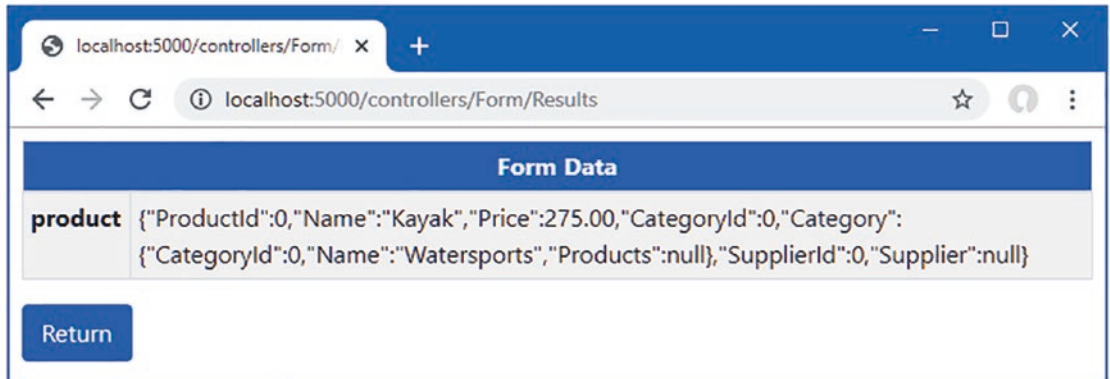 localhost:5000/controllers/Form/
localhost:5000/controllers/Form/Results
Form Data
product {"ProductId":0,"Name":"Kayak","Price":275.00,"CategoryId":0,"Category":
{"CategoryId":0,"Name":"Watersports","Products":null},"SupplierId":0,"Supplier":null}
Return